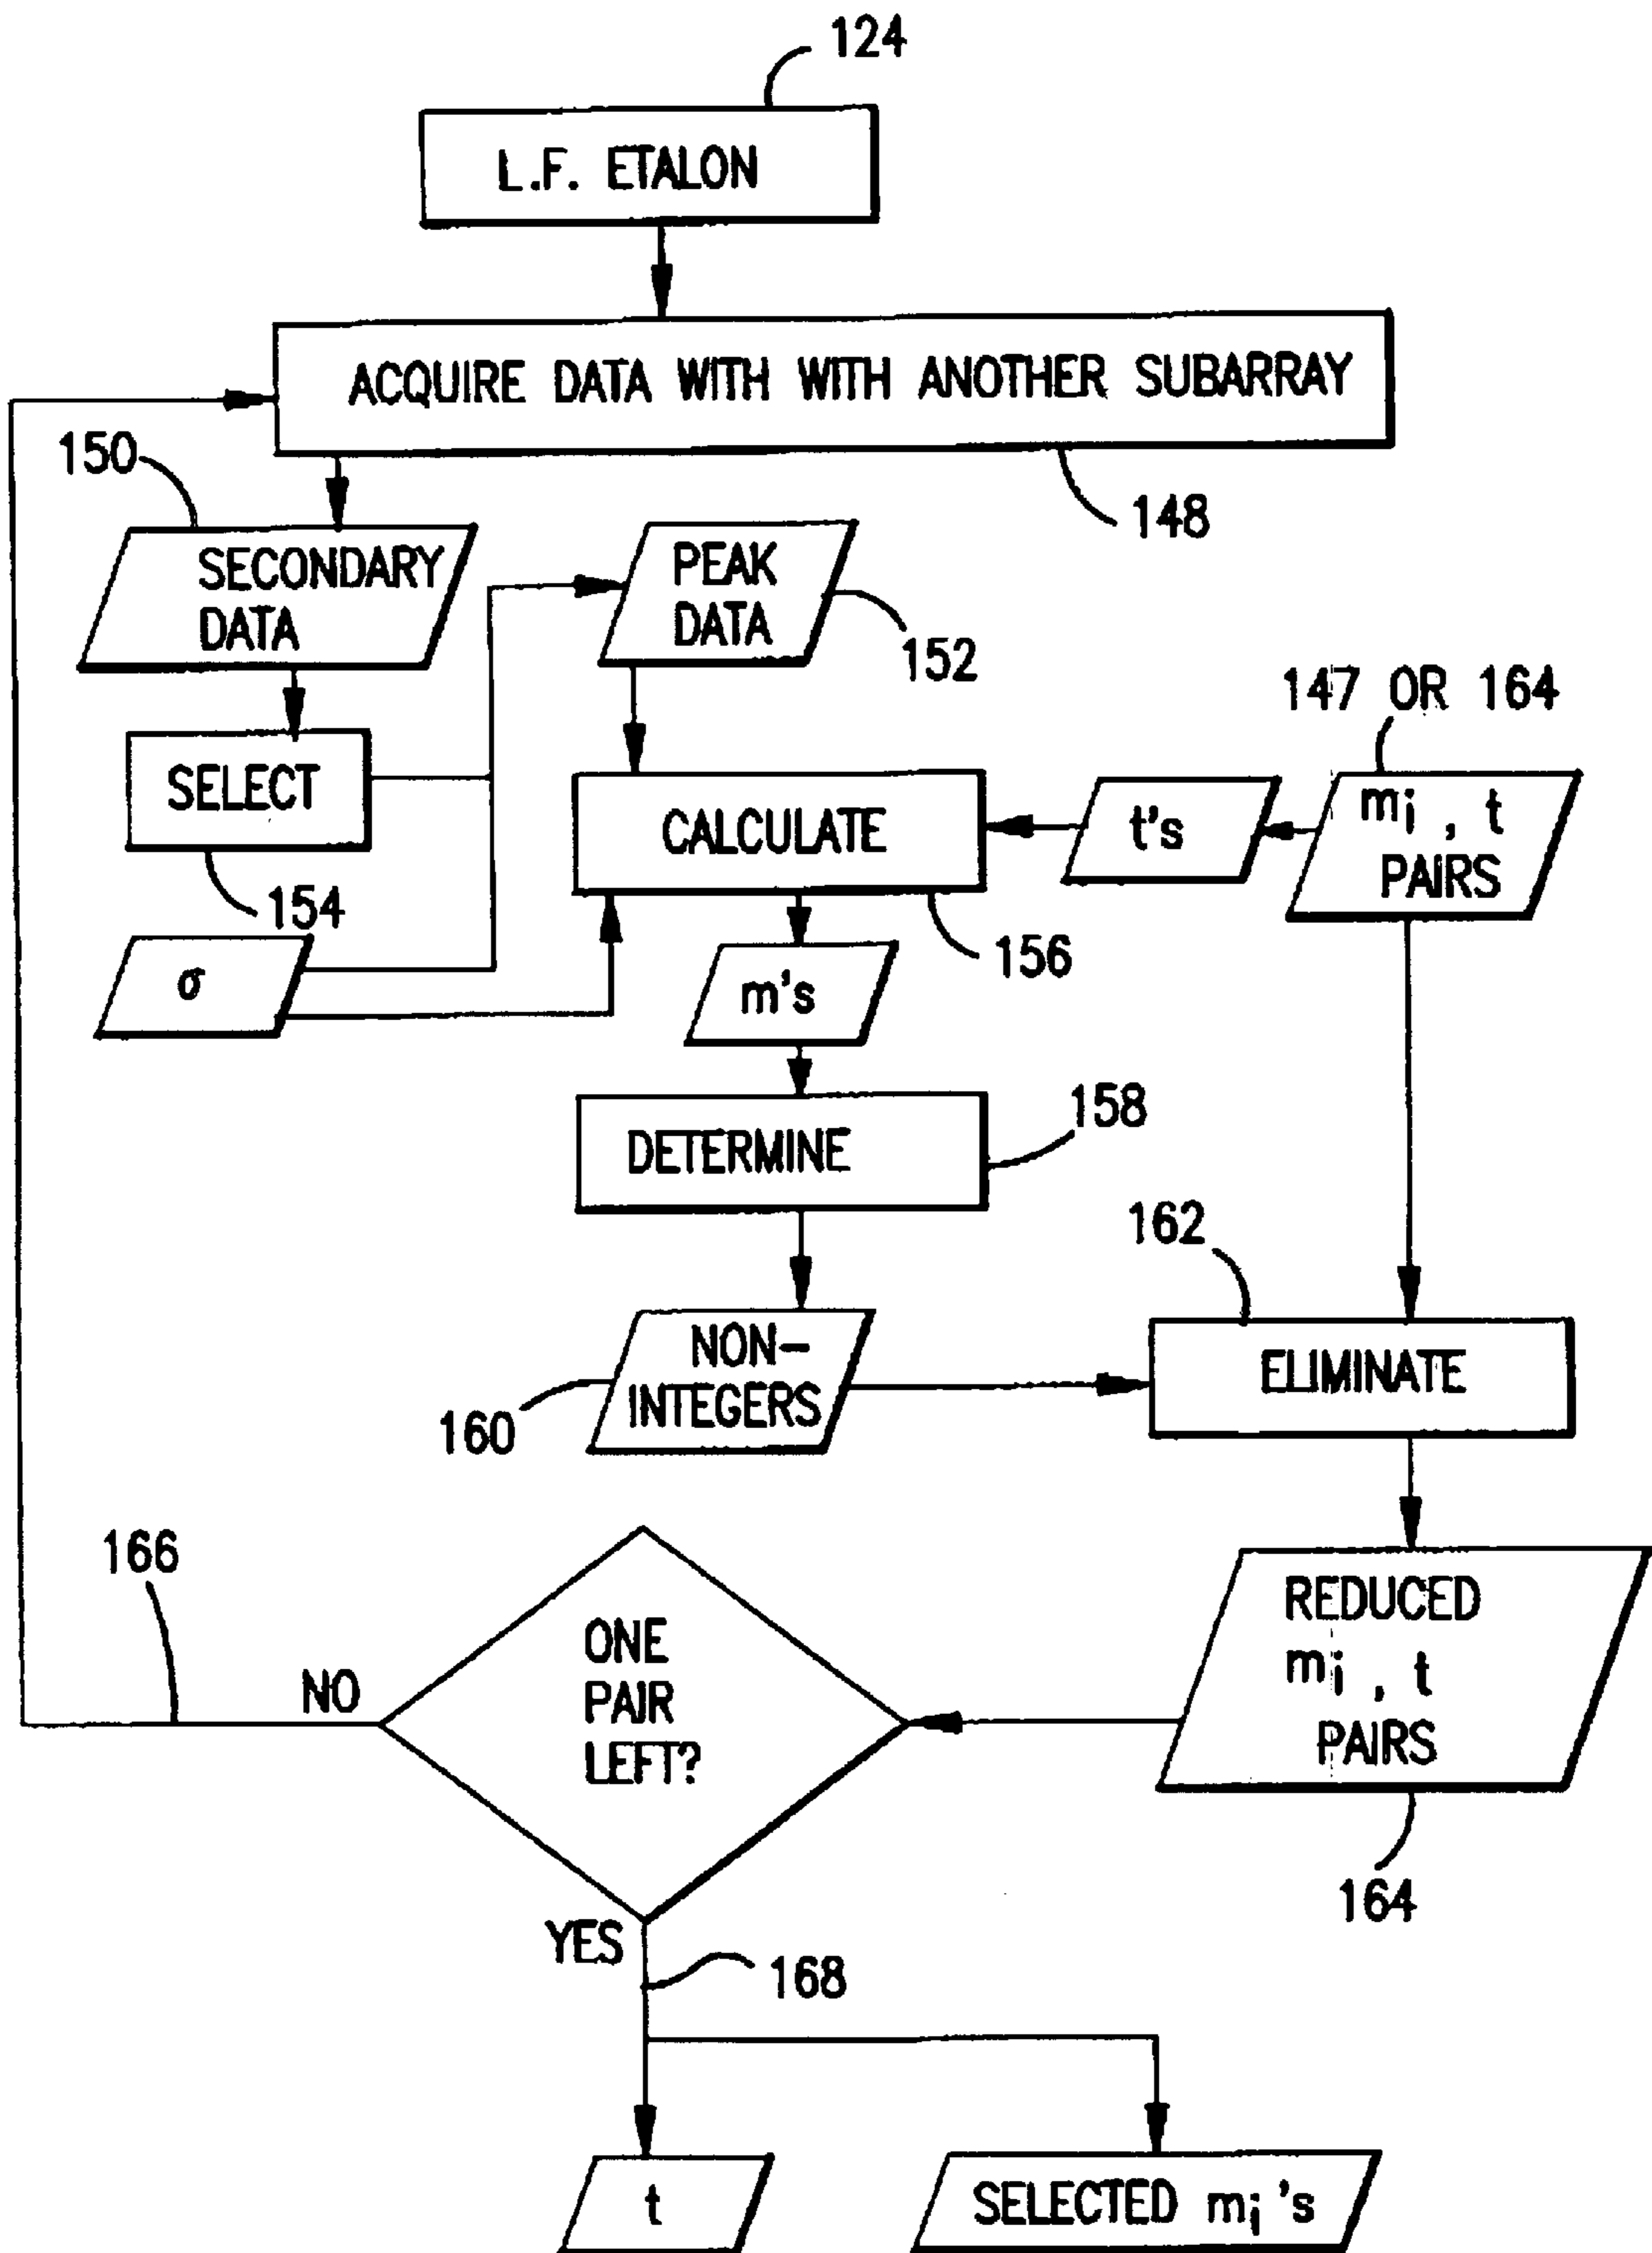 124
L.F. ETALON
ACQUIRE DATA WITH WITH ANOTHER SUBARRAY
148
150
SECONDARY
DATA
PEAK
DATA
152
147 OR 164
SELECT
154
CALCULATE
156
t's
mi , t
PAIRS
σ
m's
DETERMINE
158
162
NON-
INTEGERS
160
ELIMINATE
166
NO
ONE
PAIR
LEFT?
REDUCED
mi , t
PAIRS
164
YES
168
t
SELECTED mi's